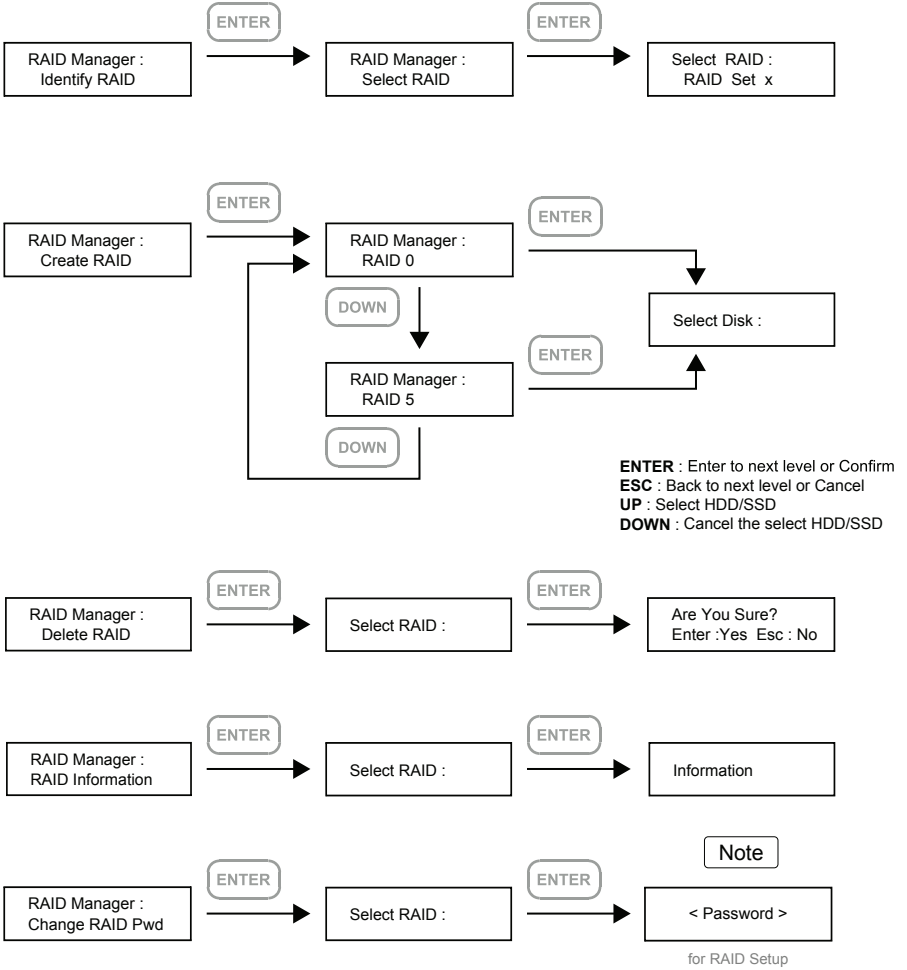 ENTER
ENTER
RAID Manager :
Identify RAID
RAID Manager :
Select RAID
Select RAID :
RAID Set x
ENTER
ENTER
RAID Manager :
Create RAID
RAID Manager :
RAID 0
DOWN
Select Disk :
ENTER
RAID Manager :
RAID 5
DOWN
ENTER : Enter to next level or Confirm
ESC : Back to next level or Cancel
UP : Select HDD/SSD
DOWN : Cancel the select HDD/SSD
ENTER
ENTER
RAID Manager :
Delete RAID
Select RAID :
Are You Sure?
Enter :Yes Esc : No
ENTER
ENTER
RAID Manager :
RAID Information
Select RAID :
Information
Note
ENTER
ENTER
RAID Manager :
Change RAID Pwd
Select RAID :
< Password >
for RAID Setup